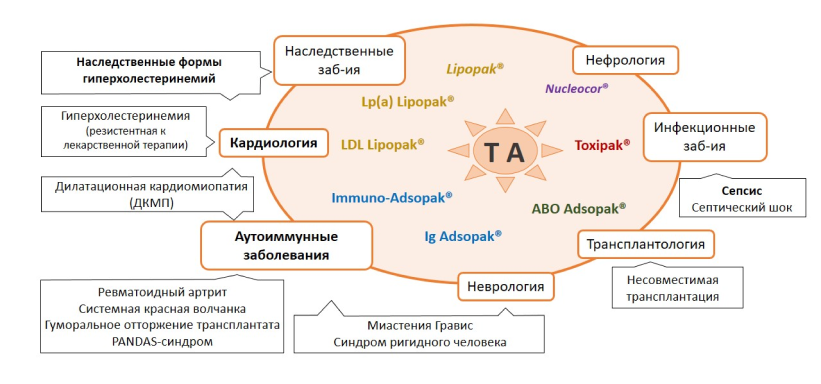 Наследственные формы
гиперхолестеринемий
Наследственные
заб-ия
Lipopak®
Нефрология
Nucleocor®
Lp(a) Lipopak®
Гиперхолестеринемия
(резистентная к
лекарственной терапии)
Кардиология
LDL Lipopak®
TA
Toxipak®
Инфекционные
заб-ия
Дилатационная кардиомиопатия
(ДКМП)
Immuno-Adsopak®
ABO Adsopak®
Сепсис
Септический шок
Аутоиммунные
заболевания
Ig Adsopak®
Трансплантология
Ревматоидный артрит
Системная красная волчанка
Гуморальное отторжение трансплантата
PANDAS-синдром
Неврология
Несовместимая
трансплантация
Миастения Гравис
Синдром ригидного человека